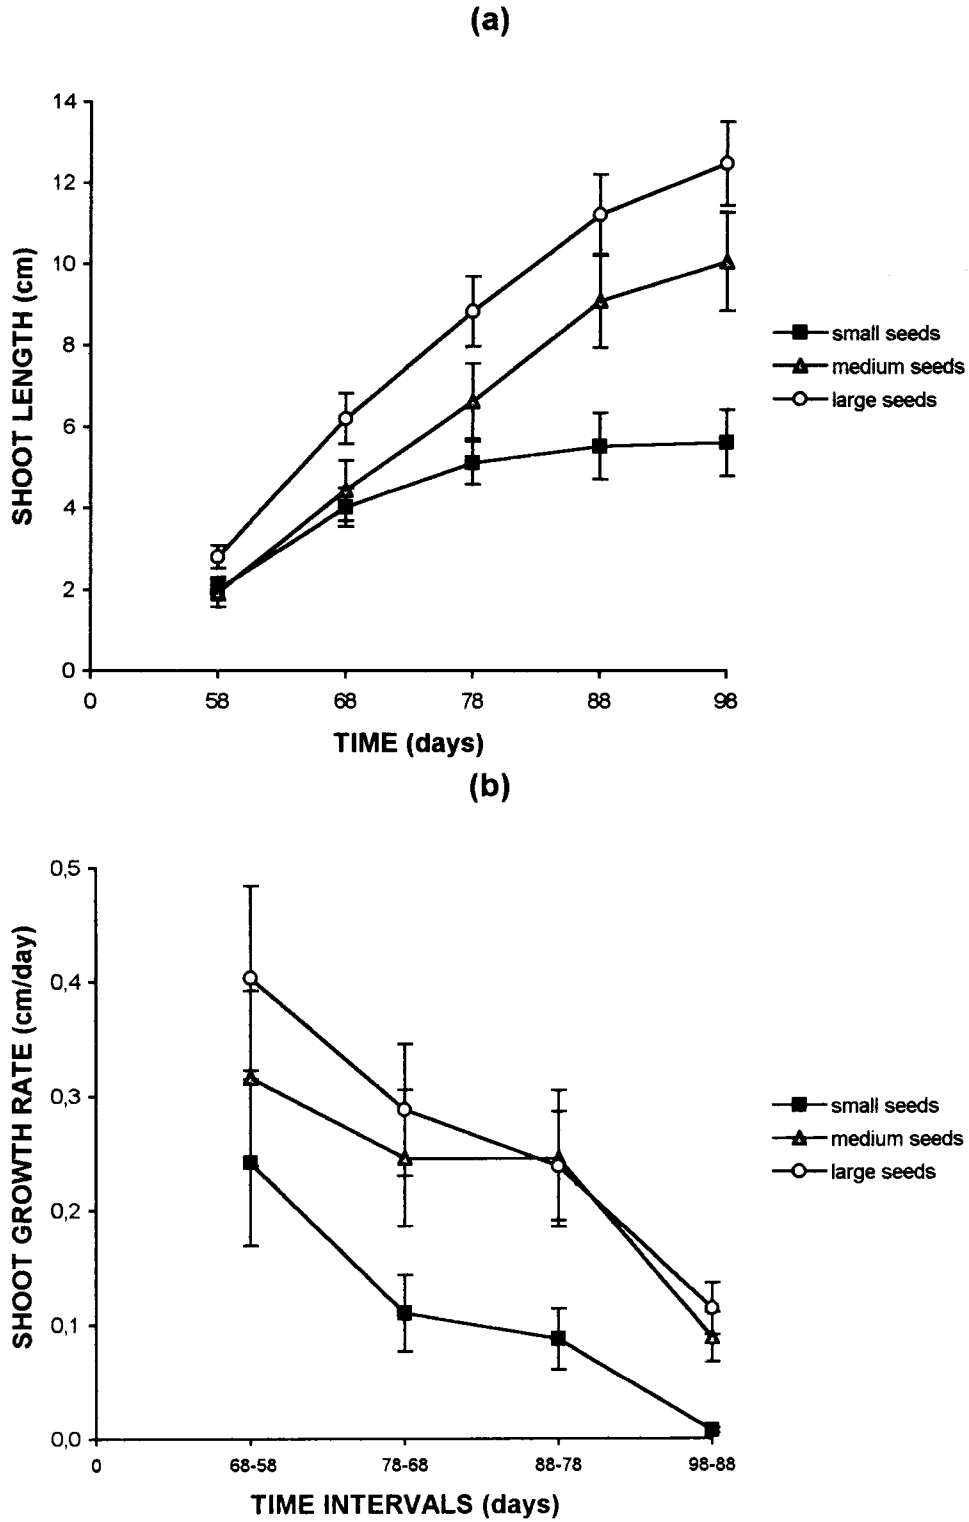 (a)
SHOOT LENGTH (cm)
14
12
10
8
6
4
2
0
0 58 68 78 88 98
TIME (days)
small seeds
medium seeds
large seeds
(b)
SHOOT GROWTH RATE (cm/day)
0,5
0,4
0,3
0,2
0,1
0,0
0 68-58 78-68 88-78 98-88
TIME INTERVALS (days)
small seeds
medium seeds
large seeds